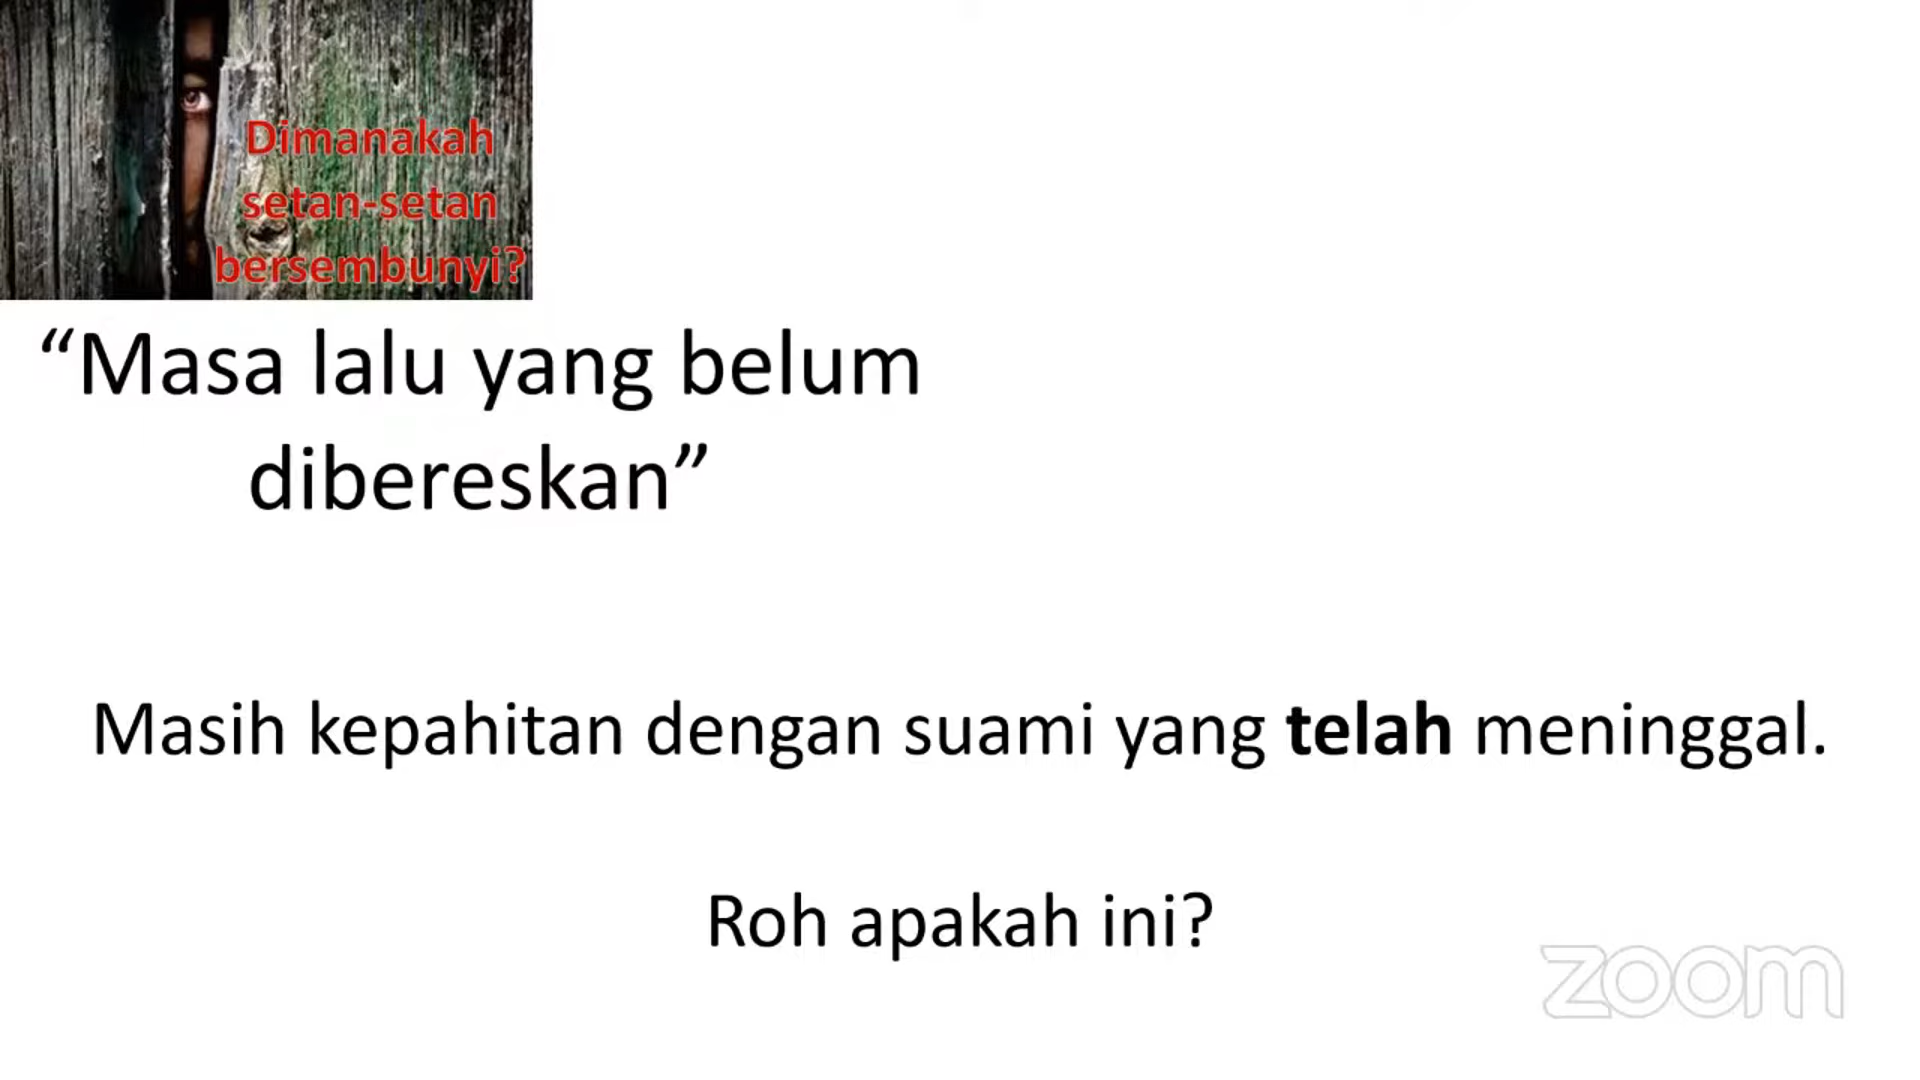 Dimanakah
setan-setan
bersembunyi?
“Masa lalu yang belum
dibereskan”
Masih kepahitan dengan suami yang telah meninggal.
Roh apakah ini?
zoom